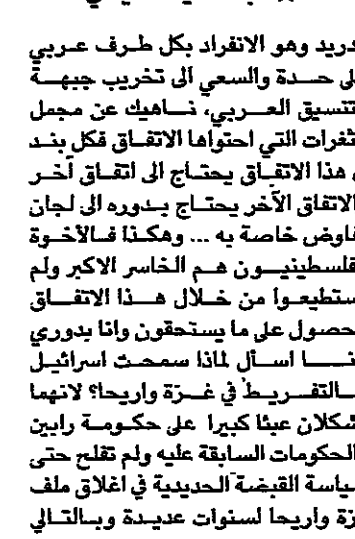 دريد وهو الانفراد بكل طرف عربي
لى حدة والسعي الى تخريب جبهة
تنسيق العربي، ناهيك عن مجمل
ثغرات التي احتواها الاتفاق فكل بند
هذا الاتفاق يحتاج الى اتفاق آخر
الاتفاق الآخر يحتاج بدوره الى لجان
فاوض خاصة به ... وهكذا فالأخوة
فلسطينيون هم الخاسر الاكبر ولم
ستطيعوا من خلال هذا الاتفاق
حصول على ما يستحقون وانا بدوري
نا اسأل لماذا سمحت اسرائيل
بالتفريط في غزة واريحا؟ لانهما
شكلان عبئا كبيرا على حكومة رابين
الحكومات السابقة عليه ولم تفلح حتى
سياسة القبضة الحديدية في اغلاق ملف
زة واريحا لسنوات عديدة وبالتالي